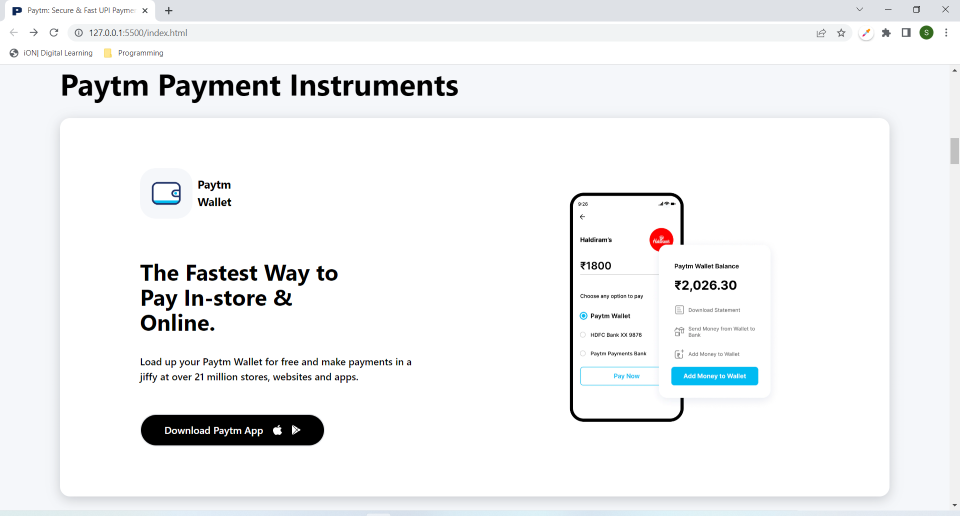 Paytm: Secure & Fast UPI Paymen
127.0.0.1:5500/index.html
S
iON| Digital Learning
Programming
Paytm Payment Instruments
Paytm
Wallet
The Fastest Way to
Pay In-store &
Online.
Load up your Paytm Wallet for free and make payments in a
jiffy at over 21 million stores, websites and apps.
Download Paytm App
9:26
Haldiram's
Haldiram's
₹1800
Choose any option to pay
Paytm Wallet
HDFC Bank XX 9876
Paytm Payments Bank
Pay Now
Paytm Wallet Balance
₹2,026.30
Download Statement
Send Money from Wallet to
Bank
Add Money to Wallet
Add Money to Wallet